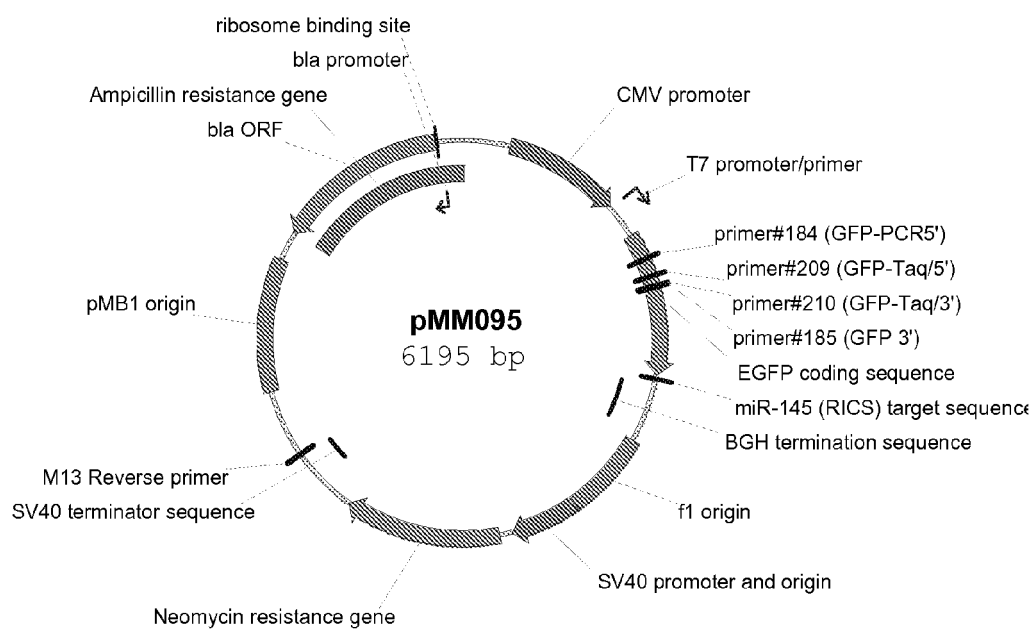 ribosome binding site
bla promoter
Ampicillin resistance gene
bla ORF
CMV promoter
T7 promoter/primer
primer#184 (GFP-PCR5')
primer#209 (GFP-Taq/5')
primer#210 (GFP-Taq/3')
primer#185 (GFP 3')
EGFP coding sequence
miR-145 (RICS) target sequence
BGH termination sequence
pMB1 origin
pMM095
6195 bp
M13 Reverse primer
SV40 terminator sequence
f1 origin
SV40 promoter and origin
Neomycin resistance gene